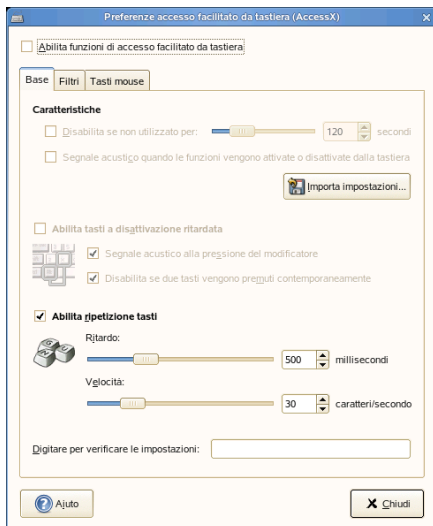 Preferenze accesso facilitato da tastiera (AccessX)
Abilita funzioni di accesso facilitato da tastiera
Base Filtri Tasti mouse
Caratteristiche
Disabilita se non utilizzato per: 120 secondi
Segnale acustico quando le funzioni vengono attivate o disattivate dalla tastiera
Importa impostazioni...
Abilita tasti a disattivazione ritardata
Segnale acustico alla pressione del modificatore
Disabilita se due tasti vengono premuti contemporaneamente
Abilita ripetizione tasti
Ritardo:
500 millisecondi
Velocità:
30 caratteri/secondo
Digitare per verificare le impostazioni:
Aiuto Chiudi